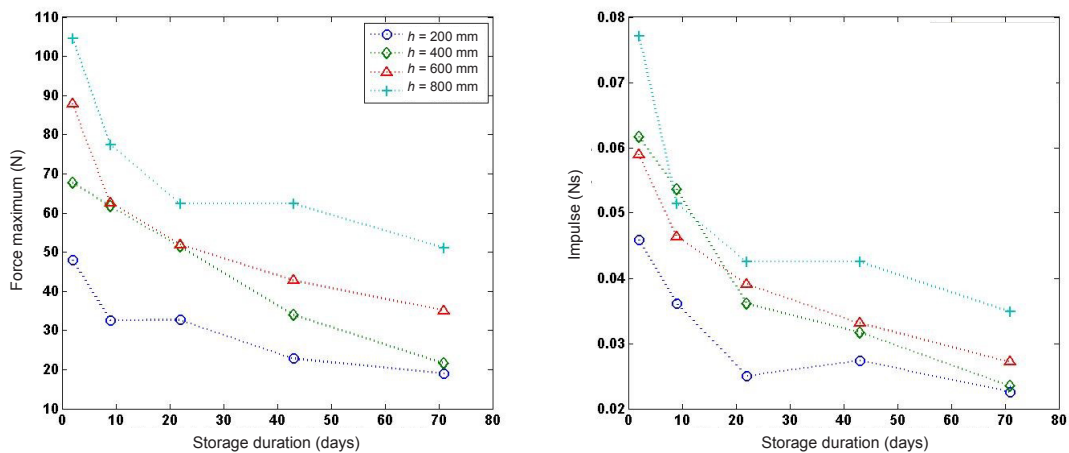 110
100
90
80
70
60
50
40
30
20
10
Force maximum (N)
0 10 20 30 40 50 60 70 80
Storage duration (days)
h = 200 mm
h = 400 mm
h = 600 mm
h = 800 mm
0.08
0.07
0.06
0.05
0.04
0.03
0.02
Impulse (Ns)
0 10 20 30 40 50 60 70 80
Storage duration (days)